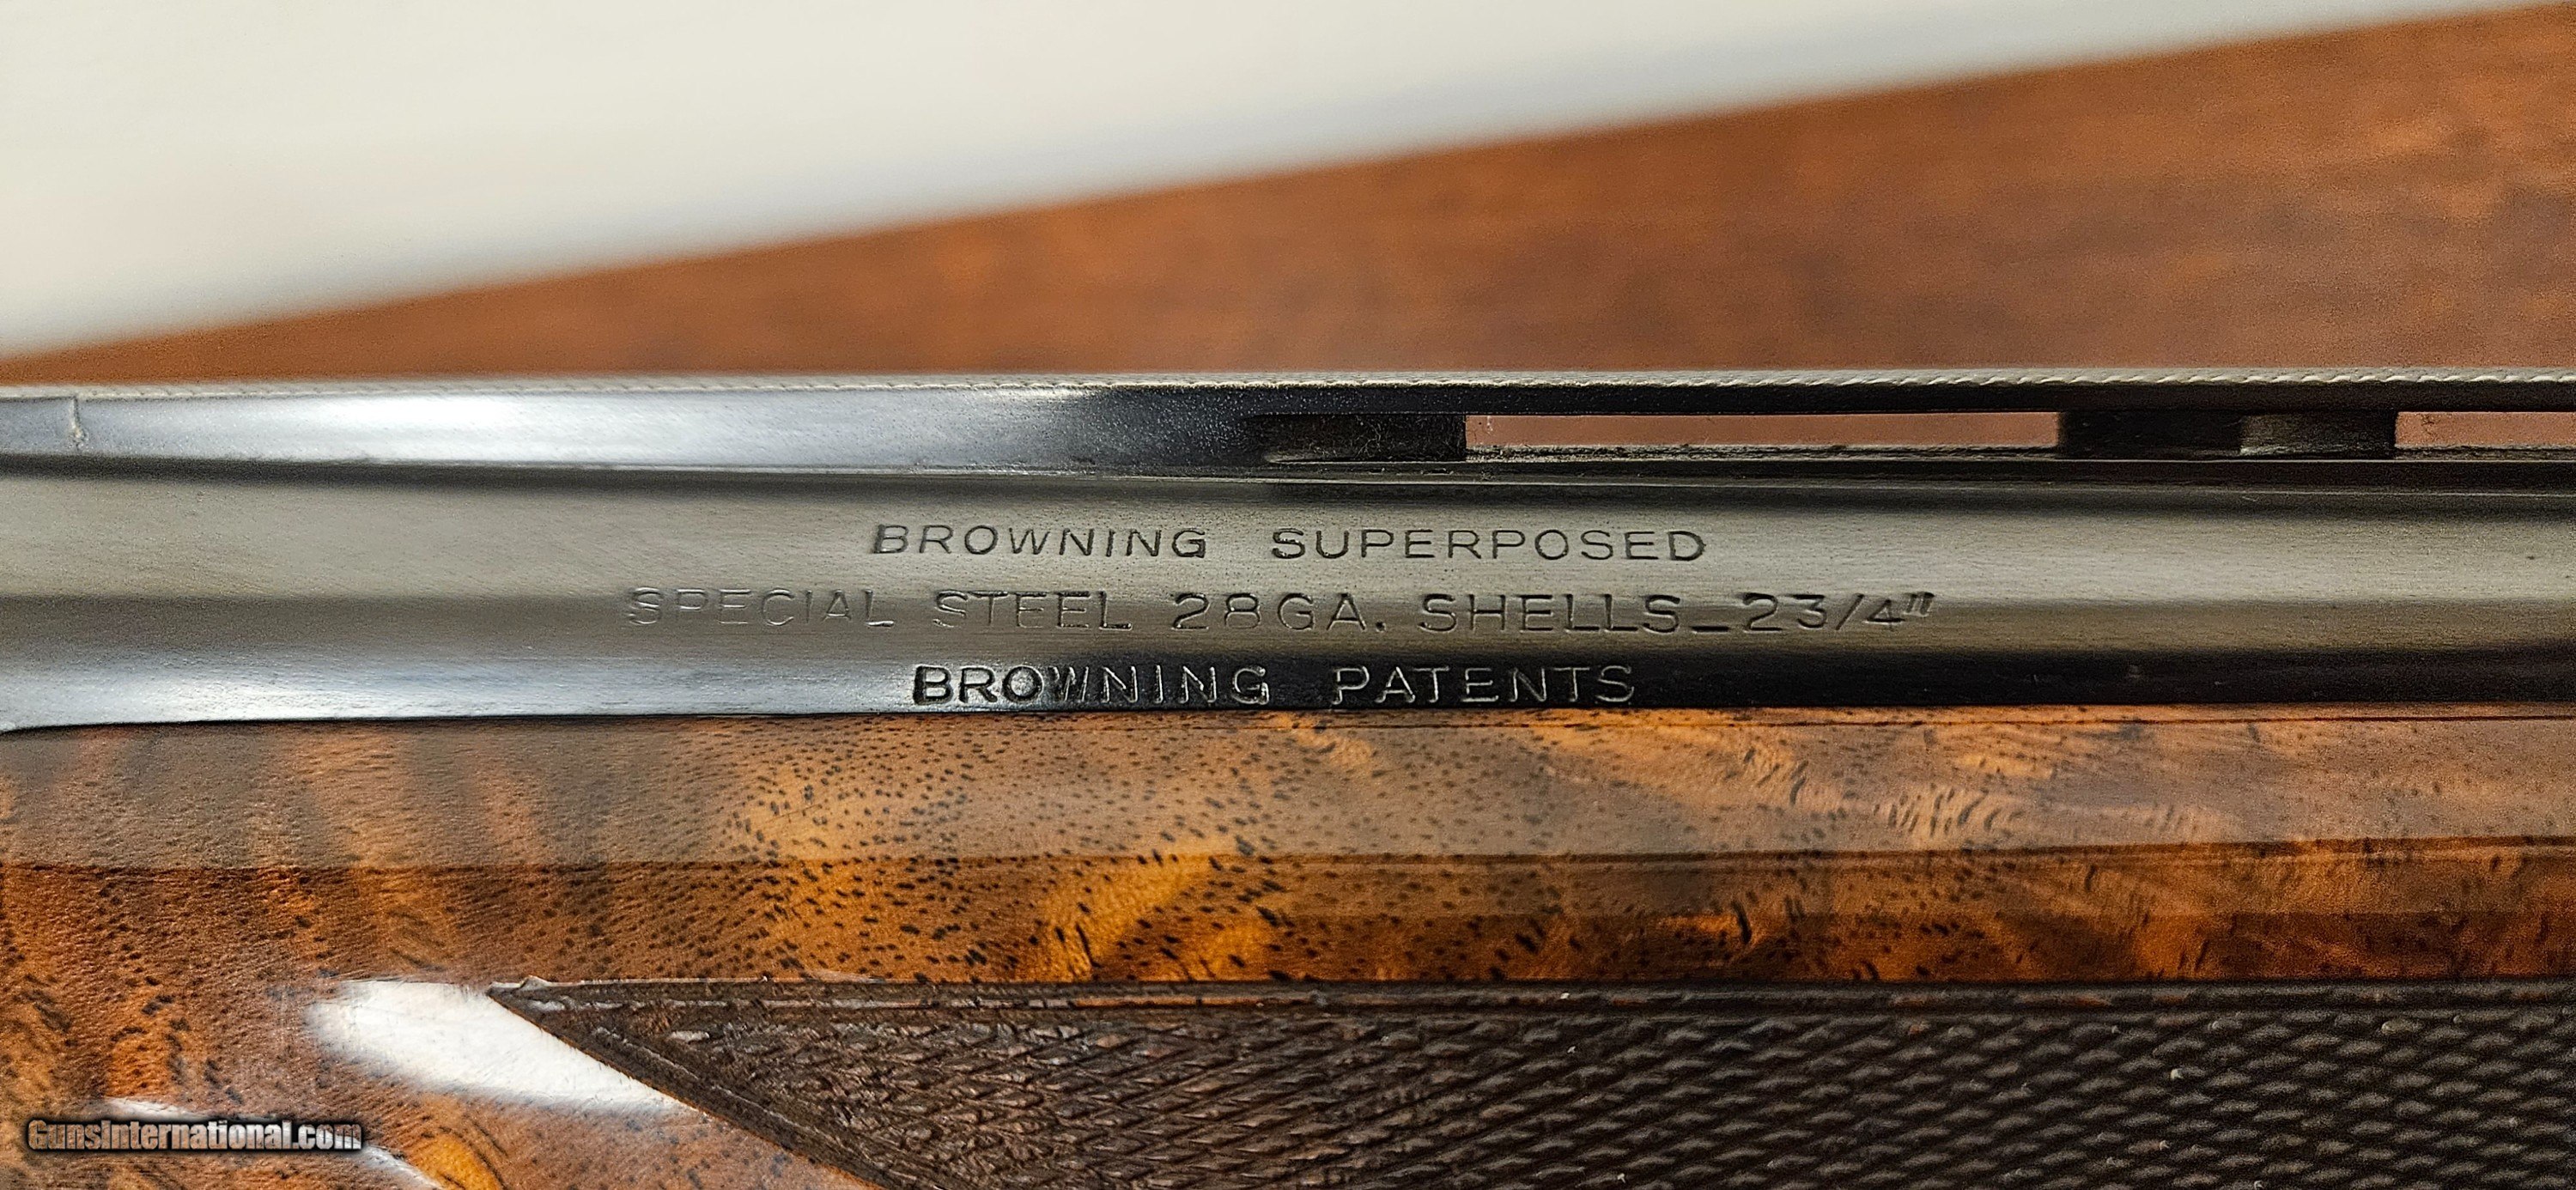 BROWNING SUPERPOSED
SPECIAL STEEL 28GA. SHELLS_23/4"
BROWNING PATENTS
GunsInternational.com